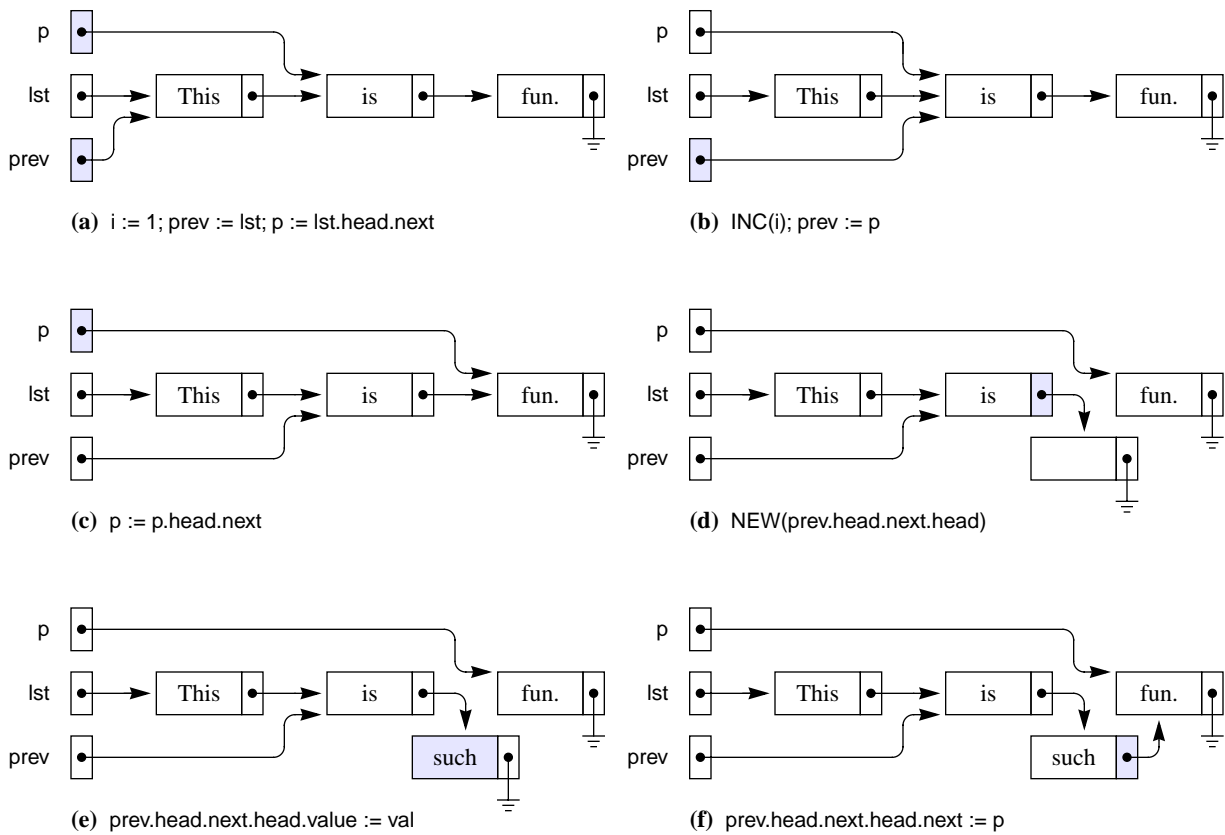 p
lst This is fun.
prev
(a) i := 1; prev := lst; p := lst.head.next
p
lst This is fun.
prev
(b) INC(i); prev := p
p
lst This is fun.
prev
(c) p := p.head.next
p
lst This is fun.
prev
(d) NEW(prev.head.next.head)
p
lst This is fun.
prev such
(e) prev.head.next.head.value := val
p
lst This is fun.
prev such
(f) prev.head.next.head.next := p